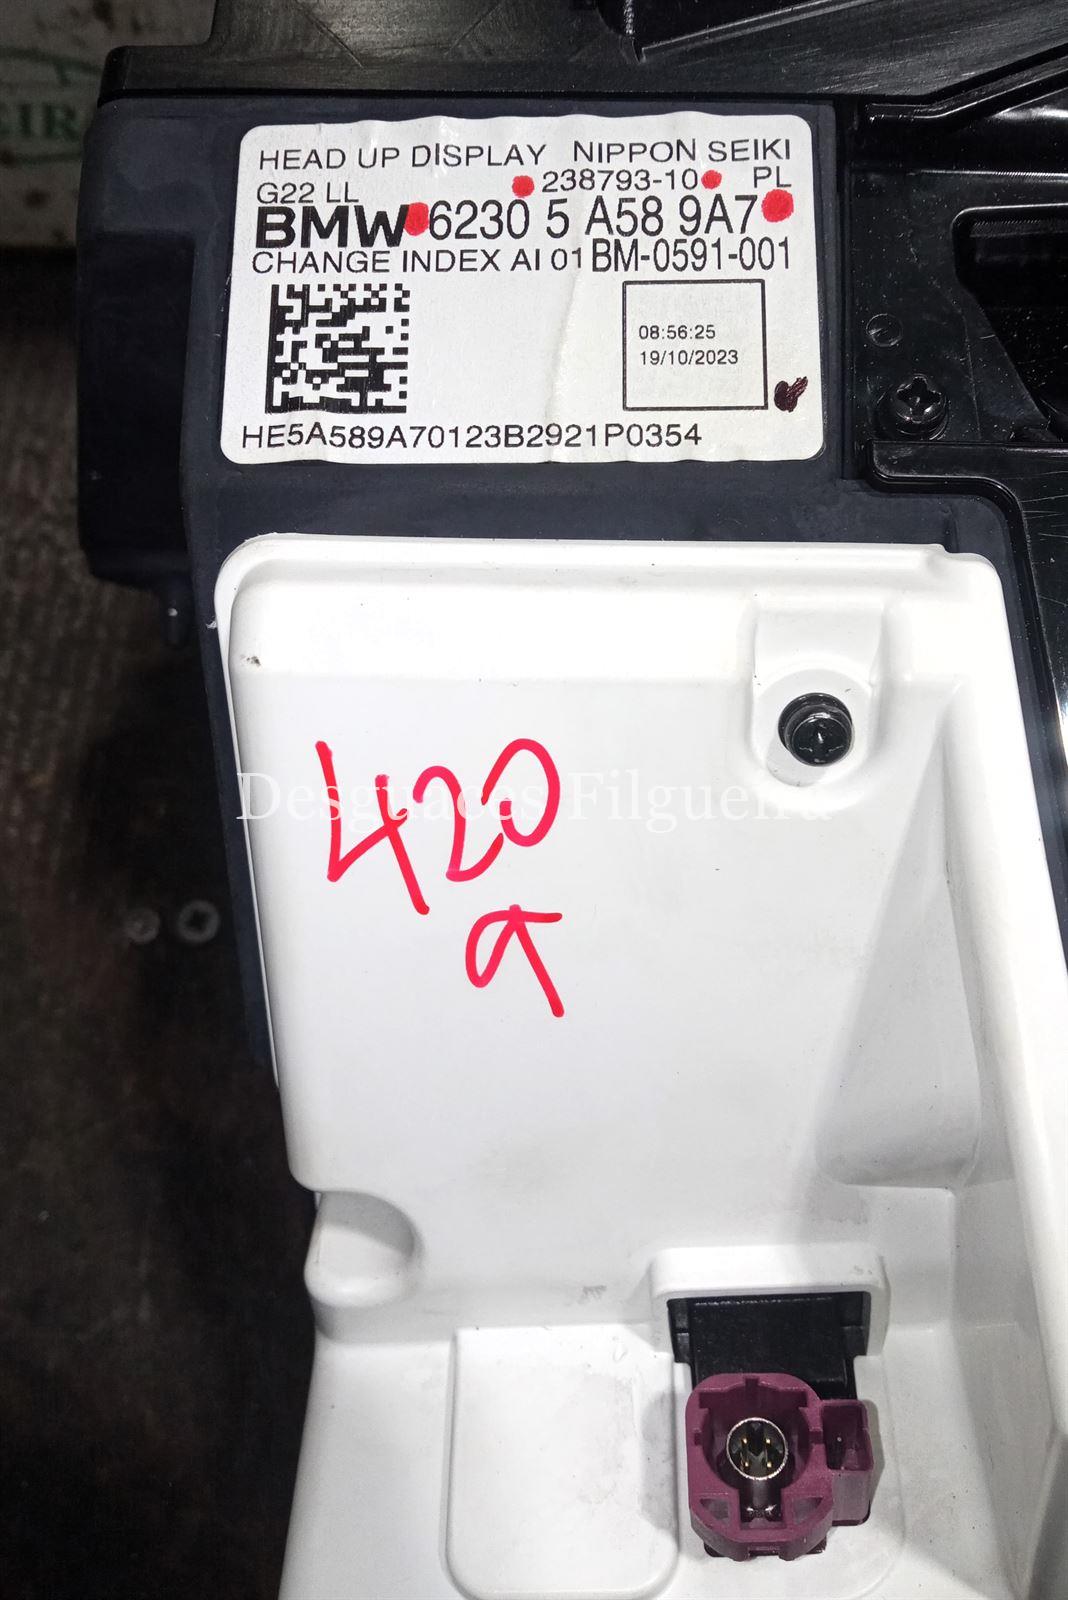 HEAD UP DISPLAY NIPPON SEIKI
G22 LL 238793-10 PL
BMW 6230 5 A58 9A7
CHANGE INDEX AI 01 BM-0591-001
08:56:25
19/10/2023
HE5A589A70123B2921P0354
420
Desguaces Filgueira